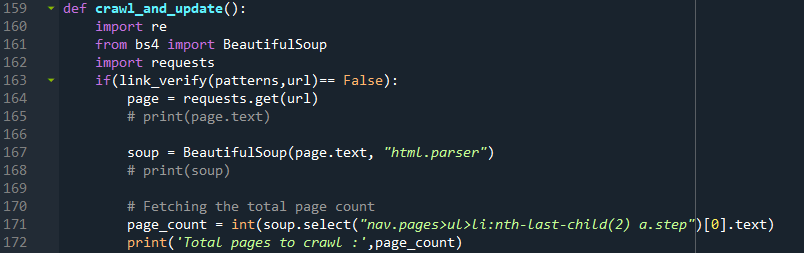 159 def crawl_and_update():
160     import re
161     from bs4 import BeautifulSoup
162     import requests
163     if(link_verify(patterns,url)== False):
164         page = requests.get(url)
165         # print(page.text)
166
167         soup = BeautifulSoup(page.text, "html.parser")
168         # print(soup)
169
170         # Fetching the total page count
171         page_count = int(soup.select("nav.pages>ul>li:nth-last-child(2) a.step")[0].text)
172         print('Total pages to crawl :',page_count)